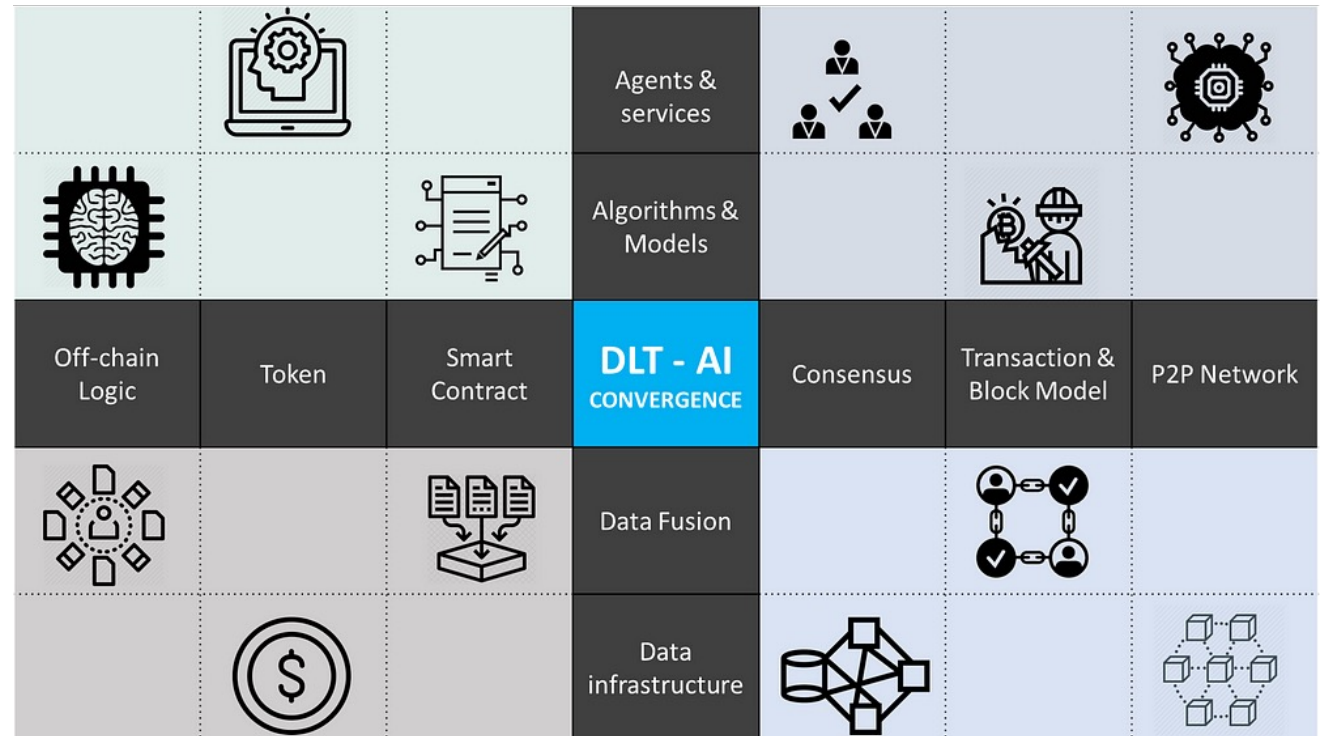 Agents &
services
Algorithms &
Models
Off-chain
Logic
Token
Smart
Contract
DLT - AI
CONVERGENCE
Consensus
Transaction &
Block Model
P2P Network
Data Fusion
Data
infrastructure
$